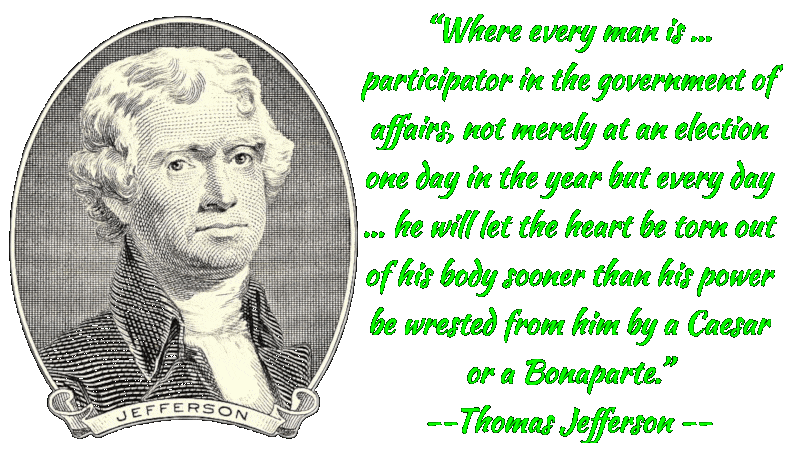 “Where every man is ...
participator in the government of
affairs, not merely at an election
one day in the year but every day
... he will let the heart be torn out
of his body sooner than his power
be wrested from him by a Caesar
or a Bonaparte.”
--Thomas Jefferson --
JEFFERSON